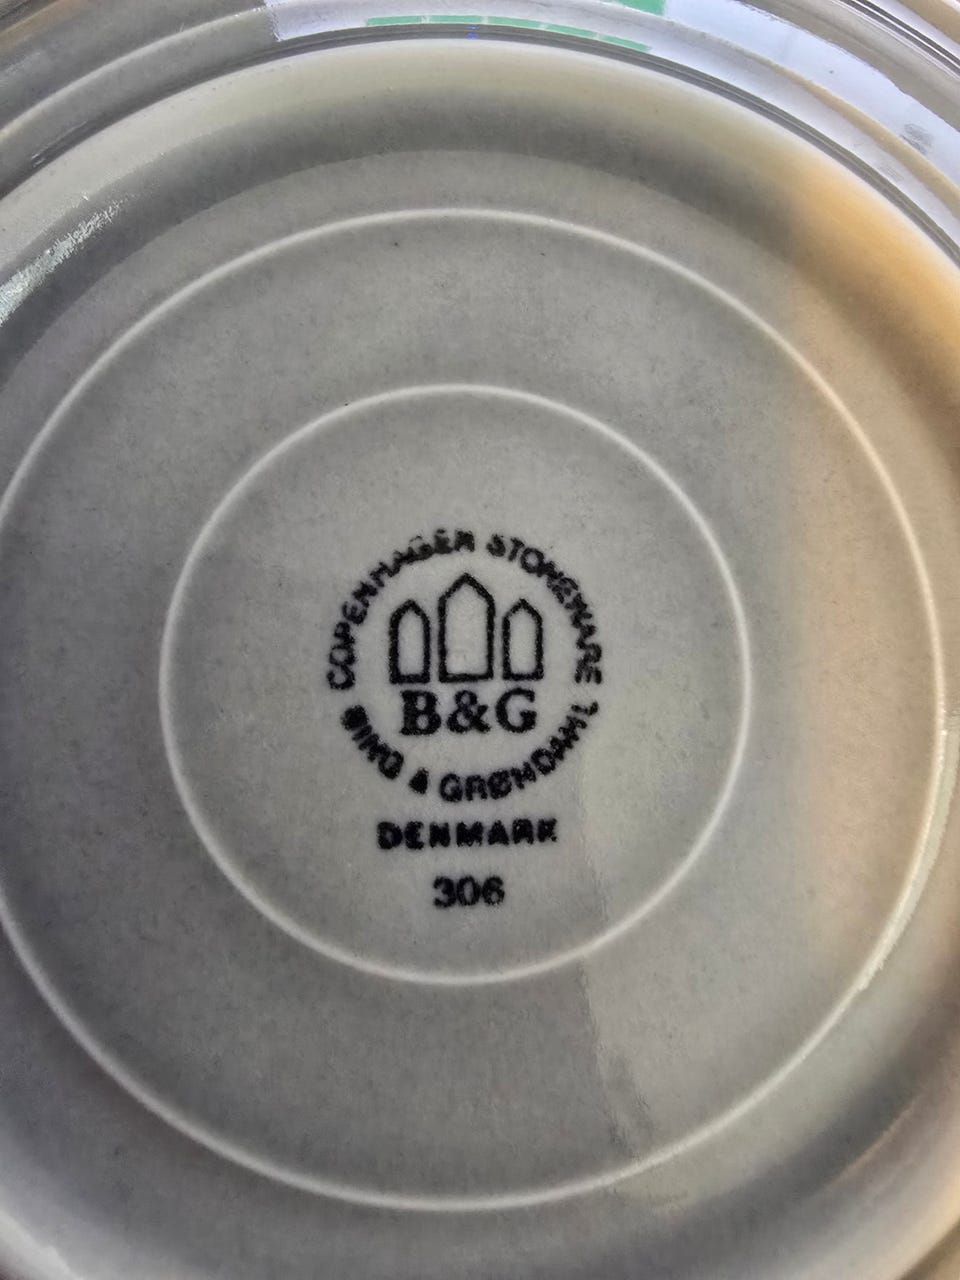 COPENHAGEN STONEWARE
B&G
BING & GRØNDAHL
DENMARK
306